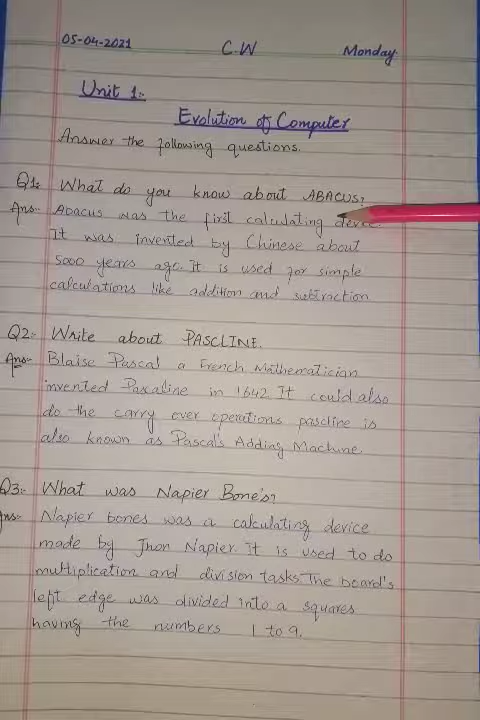 05-04-2021 C.W Monday
Unit 1:-
Evolution of Computer
Answer the following questions.
Q1:- What do you know about ABACUS?
Ans:- Abacus was the first calculating device
It was invented by Chinese about
5000 years ago. It is used for simple
calculations like addition and subtraction
Q2:- Write about PASCLINE.
Ans:- Blaise Pascal a French Mathematician
invented Pascaline in 1642. It could also
do the carry over operations pascline is
also known as Pascal's Adding Machine.
Q3:- What was Napier Bone's?
Ans:- Napier bones was a calculating device
made by Jhon Napier. It is used to do
multiplication and division tasks. The board's
left edge was divided into a squares
having the numbers 1 to 9.